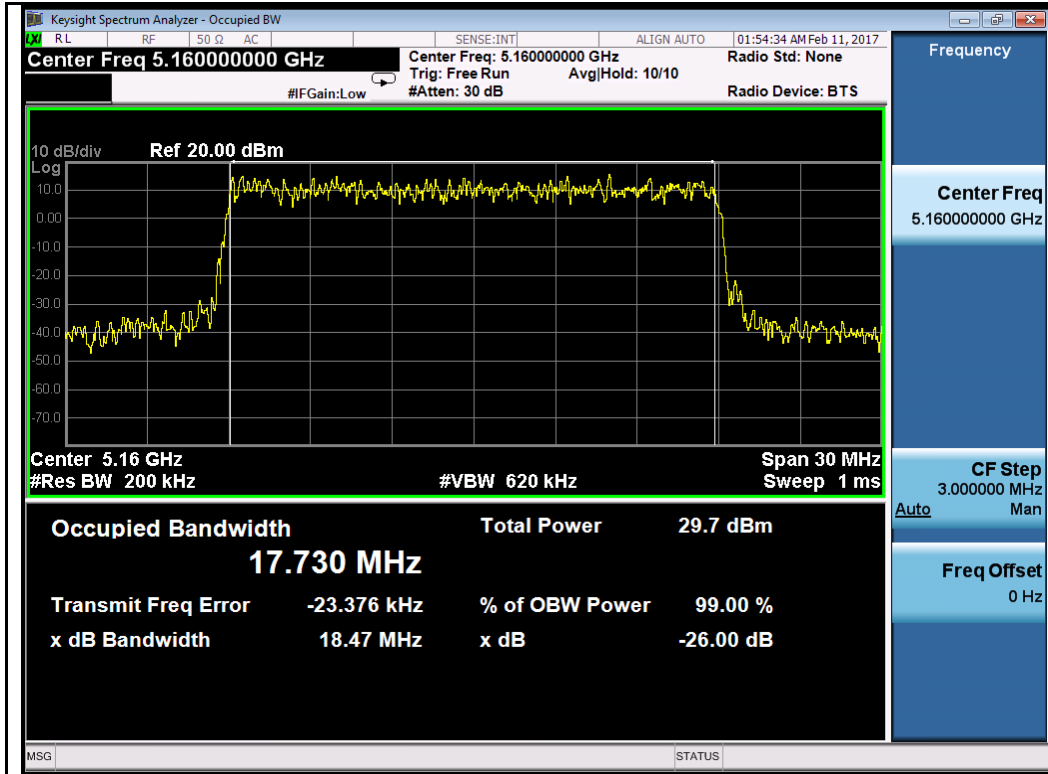 Keysight Spectrum Analyzer - Occupied BW
LXI RL RF 50 Ω AC SENSE:INT ALIGN AUTO 01:54:34 AM Feb 11, 2017
Center Freq 5.160000000 GHz
Center Freq: 5.160000000 GHz Radio Std: None
Trig: Free Run Avg|Hold: 10/10
#IFGain:Low #Atten: 30 dB Radio Device: BTS
10 dB/div Ref 20.00 dBm
Log
10.0
0.00
-10.0
-20.0
-30.0
-40.0
-50.0
-60.0
-70.0
Center 5.16 GHz Span 30 MHz
#Res BW 200 kHz #VBW 620 kHz Sweep 1 ms
Occupied Bandwidth Total Power 29.7 dBm
17.730 MHz
Transmit Freq Error -23.376 kHz % of OBW Power 99.00 %
x dB Bandwidth 18.47 MHz x dB -26.00 dB
MSG STATUS
Frequency
Center Freq
5.160000000 GHz
CF Step
3.000000 MHz
Auto Man
Freq Offset
0 Hz